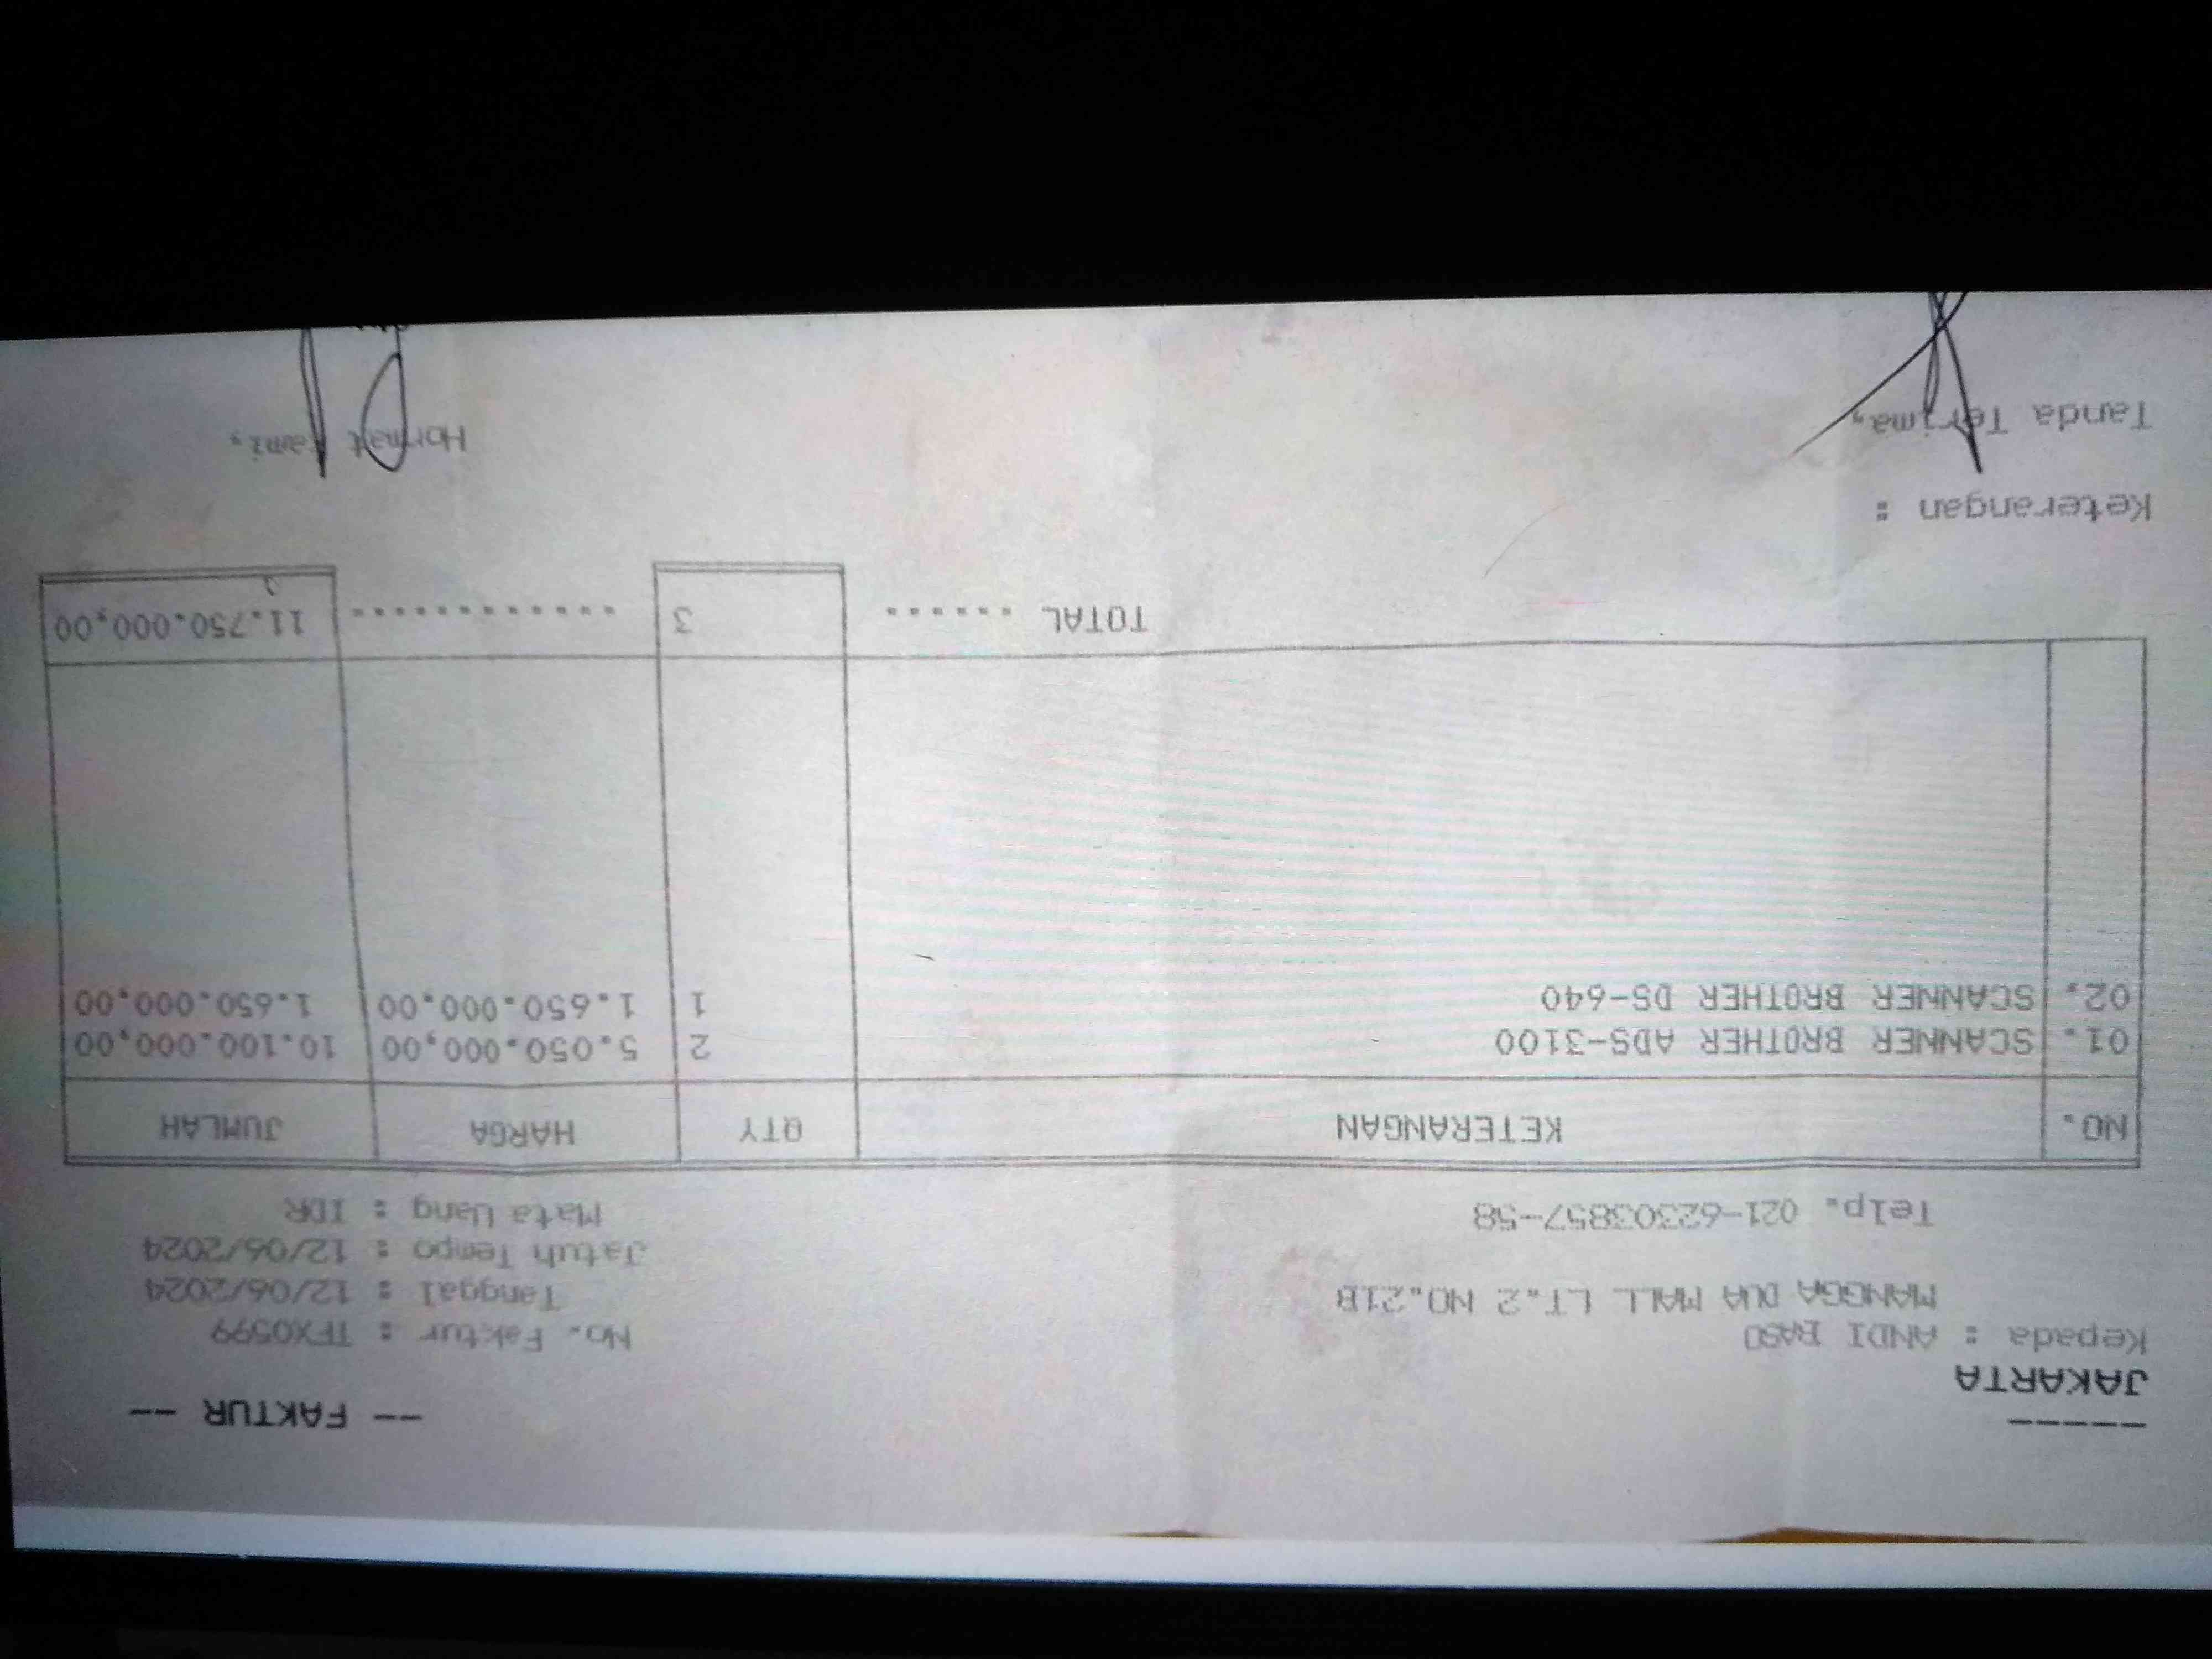 -----
JAKARTA
-- FAKTUR --
Kepada : ANDI BASO
No. Faktur : TFX0599
MANGGA DUA MALL LT.2 NO.21B
Tanggal : 12/06/2024
Jatuh Tempo : 12/06/2024
Telp. 021-62303857-58
Mata Uang : IDR
NO. KETERANGAN QTY HARGA JUMLAH
01. SCANNER BROTHER ADS-3100 2 5.050.000,00 10.100.000,00
02. SCANNER BROTHER DS-640 1 1.650.000,00 1.650.000,00
TOTAL ...... 3 ............. 11.750.000,00
Keterangan :
Tanda Terima,
Hormat Kami,